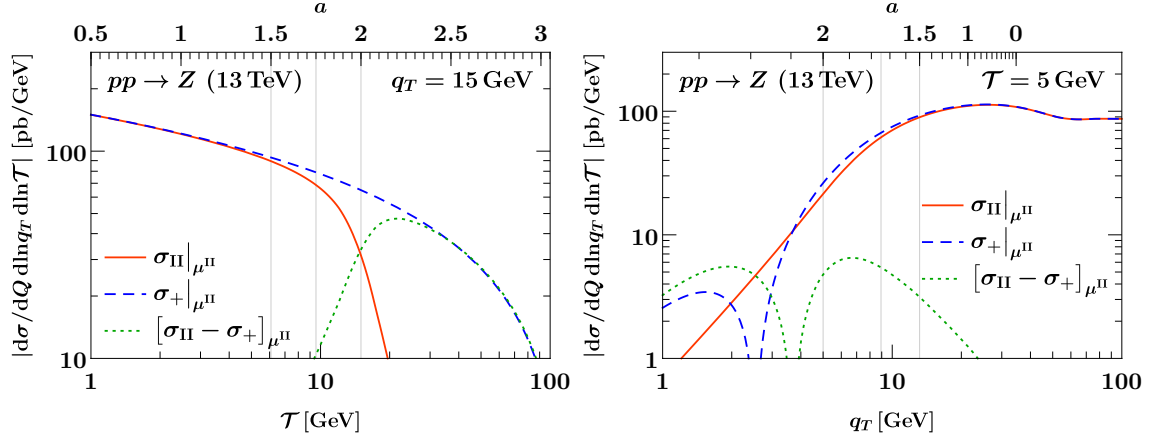 a
0.5 1 1.5 2 2.5 3
pp → Z (13 TeV) q_T = 15 GeV
|dσ/dQ dlnq_T dln𝒯| [pb/GeV]
100
10
σ_II|_μ^II
σ_+|_μ^II
[σ_II − σ_+]_μ^II
1 10 100
𝒯 [GeV]
a
2 1.5 1 0
pp → Z (13 TeV) 𝒯 = 5 GeV
|dσ/dQ dlnq_T dln𝒯| [pb/GeV]
100
10
1
σ_II|_μ^II
σ_+|_μ^II
[σ_II − σ_+]_μ^II
1 10 100
q_T [GeV]